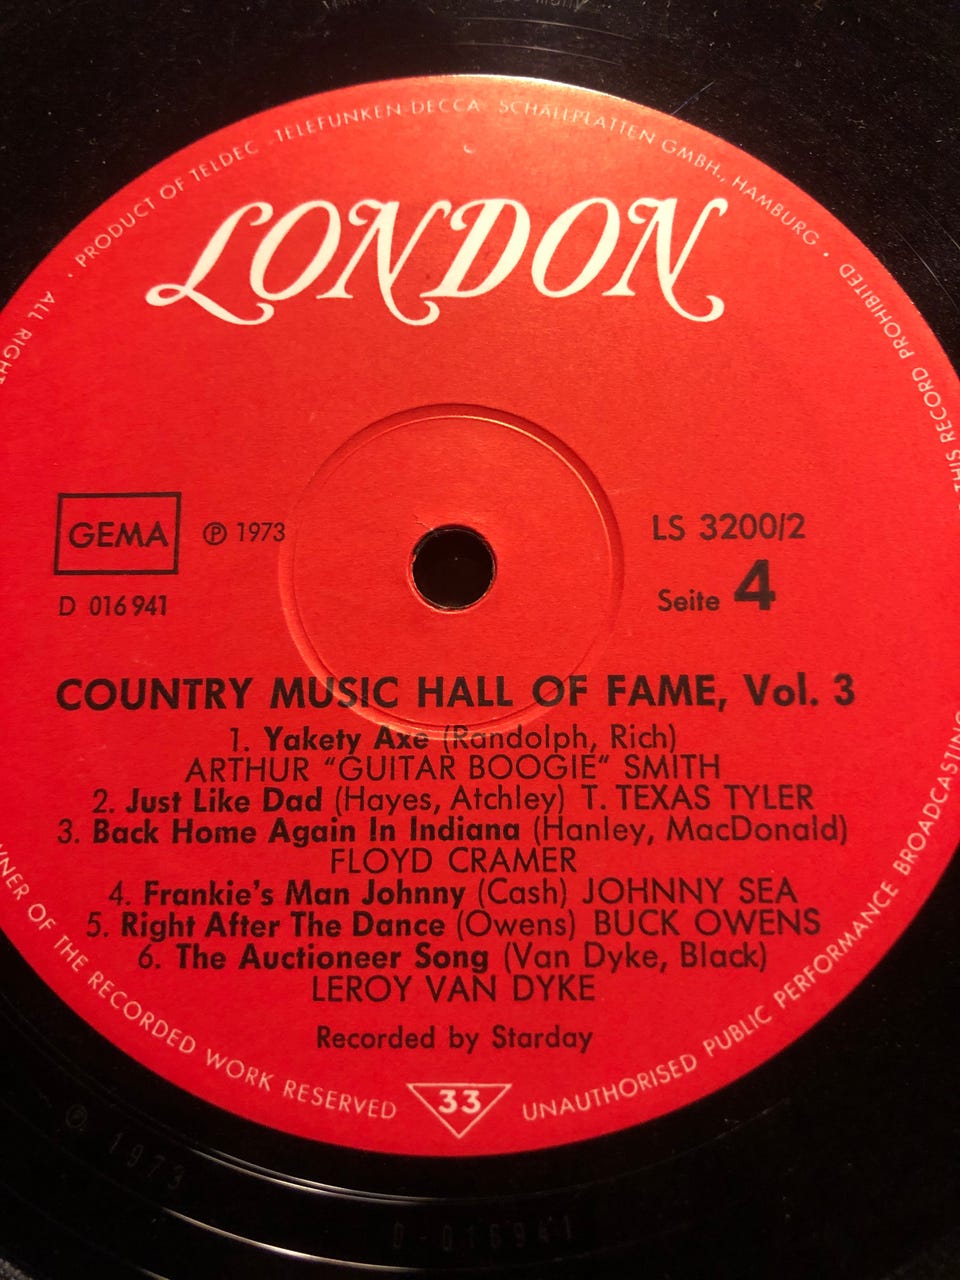 PRODUCT OF TELDEC »TELEFUNKEN-DECCA« SCHALLPLATTEN GMBH., HAMBURG ·
LONDON
GEMA
Ⓟ 1973
D 016 941
LS 3200/2
Seite 4
COUNTRY MUSIC HALL OF FAME, Vol. 3
1. Yakety Axe (Randolph, Rich)
ARTHUR “GUITAR BOOGIE” SMITH
2. Just Like Dad (Hayes, Atchley) T. TEXAS TYLER
3. Back Home Again In Indiana (Hanley, MacDonald)
FLOYD CRAMER
4. Frankie's Man Johnny (Cash) JOHNNY SEA
5. Right After The Dance (Owens) BUCK OWENS
6. The Auctioneer Song (Van Dyke, Black)
LEROY VAN DYKE
Recorded by Starday
33
UNAUTHORISED PUBLIC PERFORMANCE BROADCASTING
THIS RECORD PROHIBITED
ALL
OF THE RECORDED WORK RESERVED
Ⓟ 1973
D-016941